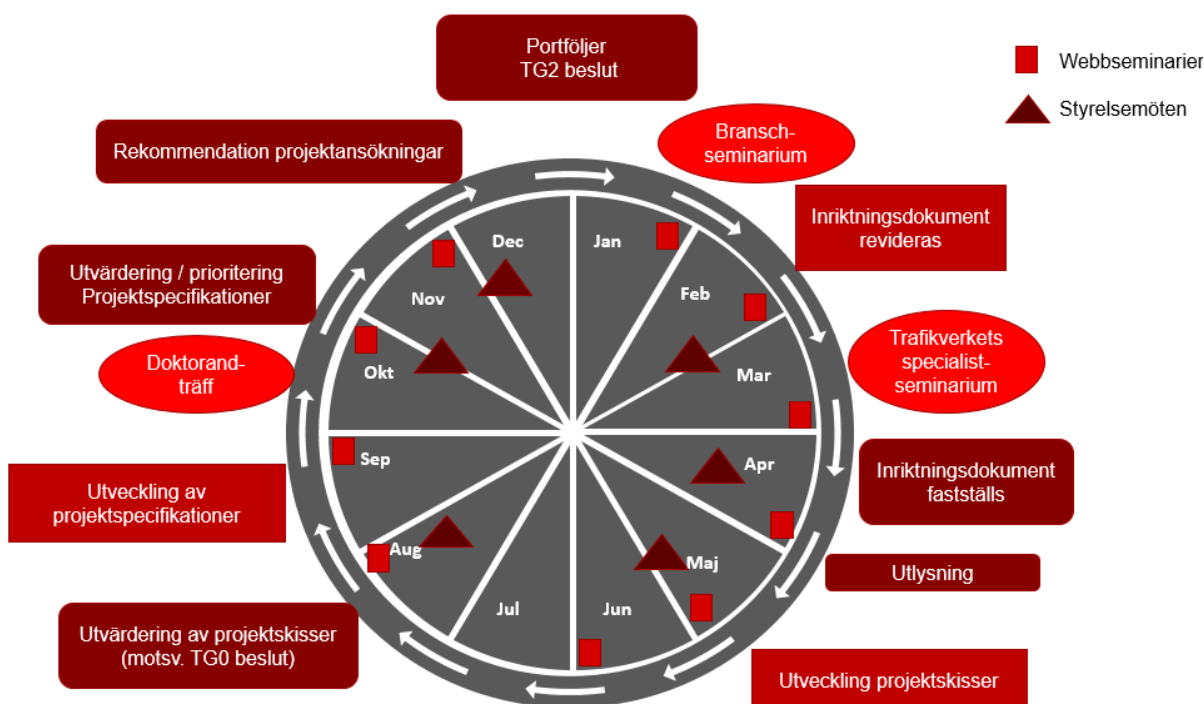 Portföljer
TG2 beslut
Webbseminarier
Styrelsemöten
Bransch-
seminarium
Rekommendation projektansökningar
Inriktningsdokument
revideras
Utvärdering / prioritering
Projektspecifikationer
Trafikverkets
specialist-
seminarium
Doktorand-
träff
Inriktningsdokument
fastställs
Utveckling av
projektspecifikationer
Utlysning
Utvärdering av projektskisser
(motsv. TG0 beslut)
Utveckling projektskisser
Jan
Feb
Mar
Apr
Maj
Jun
Jul
Aug
Sep
Okt
Nov
Dec